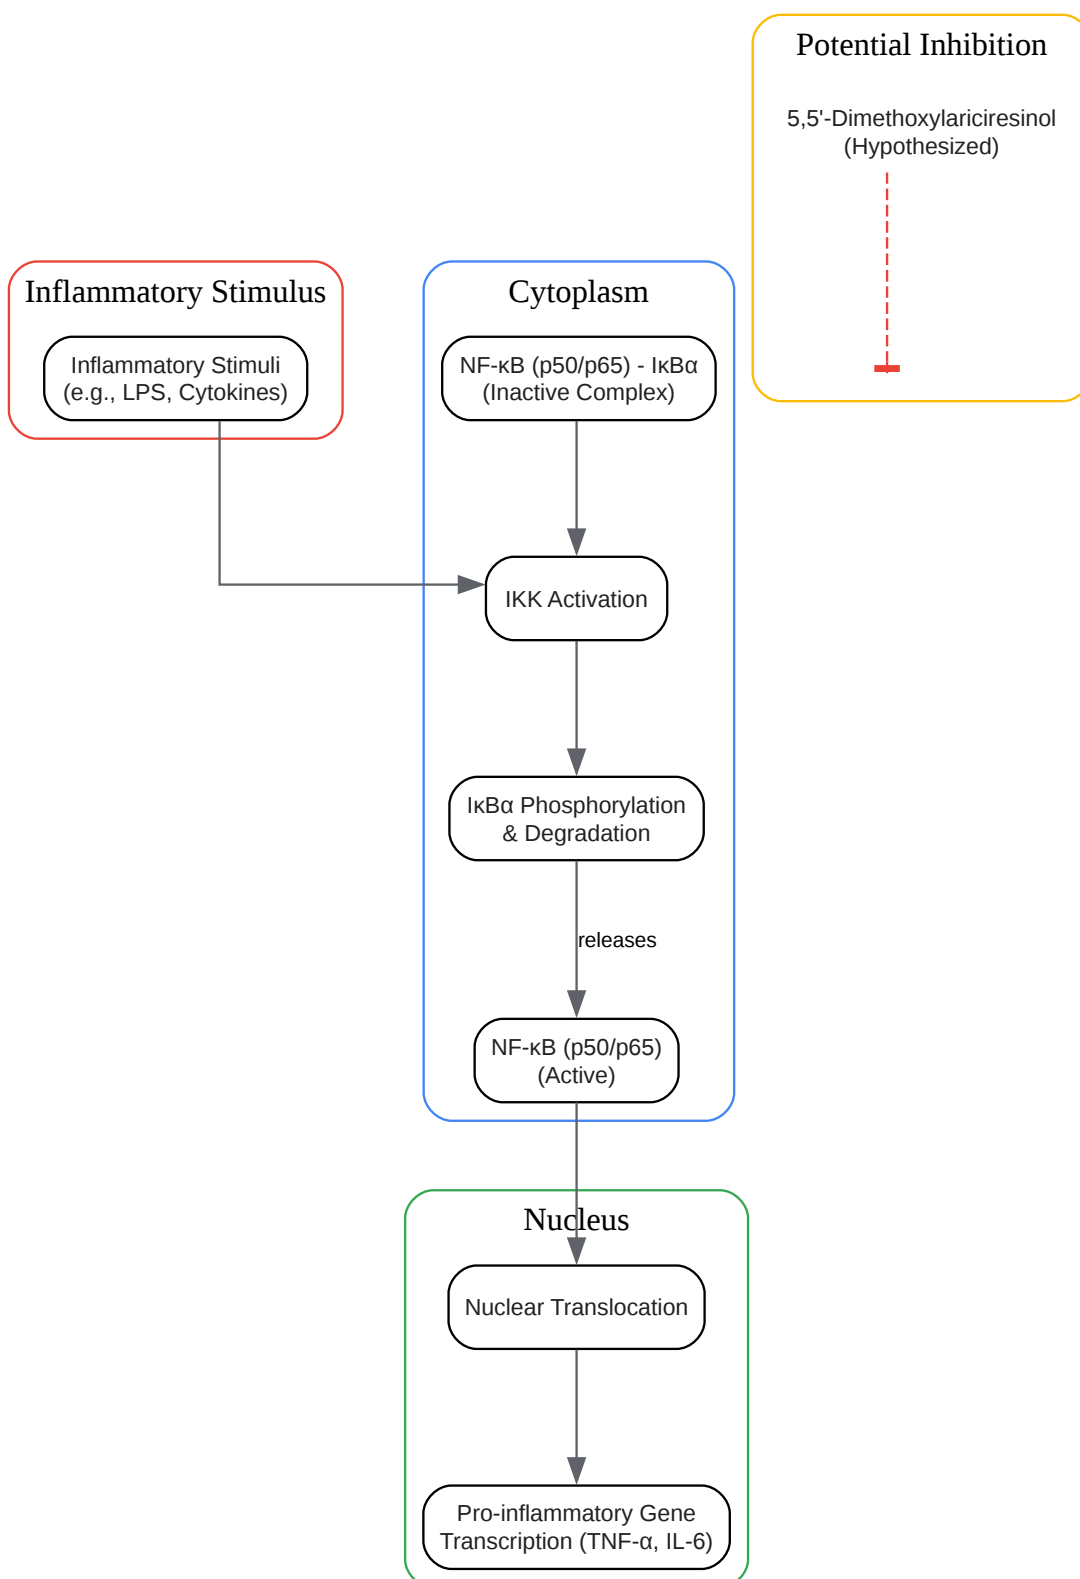 Potential Inhibition
5,5'-Dimethoxylariciresinol
(Hypothesized)
Inflammatory Stimulus
Inflammatory Stimuli
(e.g., LPS, Cytokines)
Cytoplasm
NF-κB (p50/p65) - IκBα
(Inactive Complex)
IKK Activation
IκBα Phosphorylation
& Degradation
releases
NF-κB (p50/p65)
(Active)
Nucleus
Nuclear Translocation
Pro-inflammatory Gene
Transcription (TNF-α, IL-6)